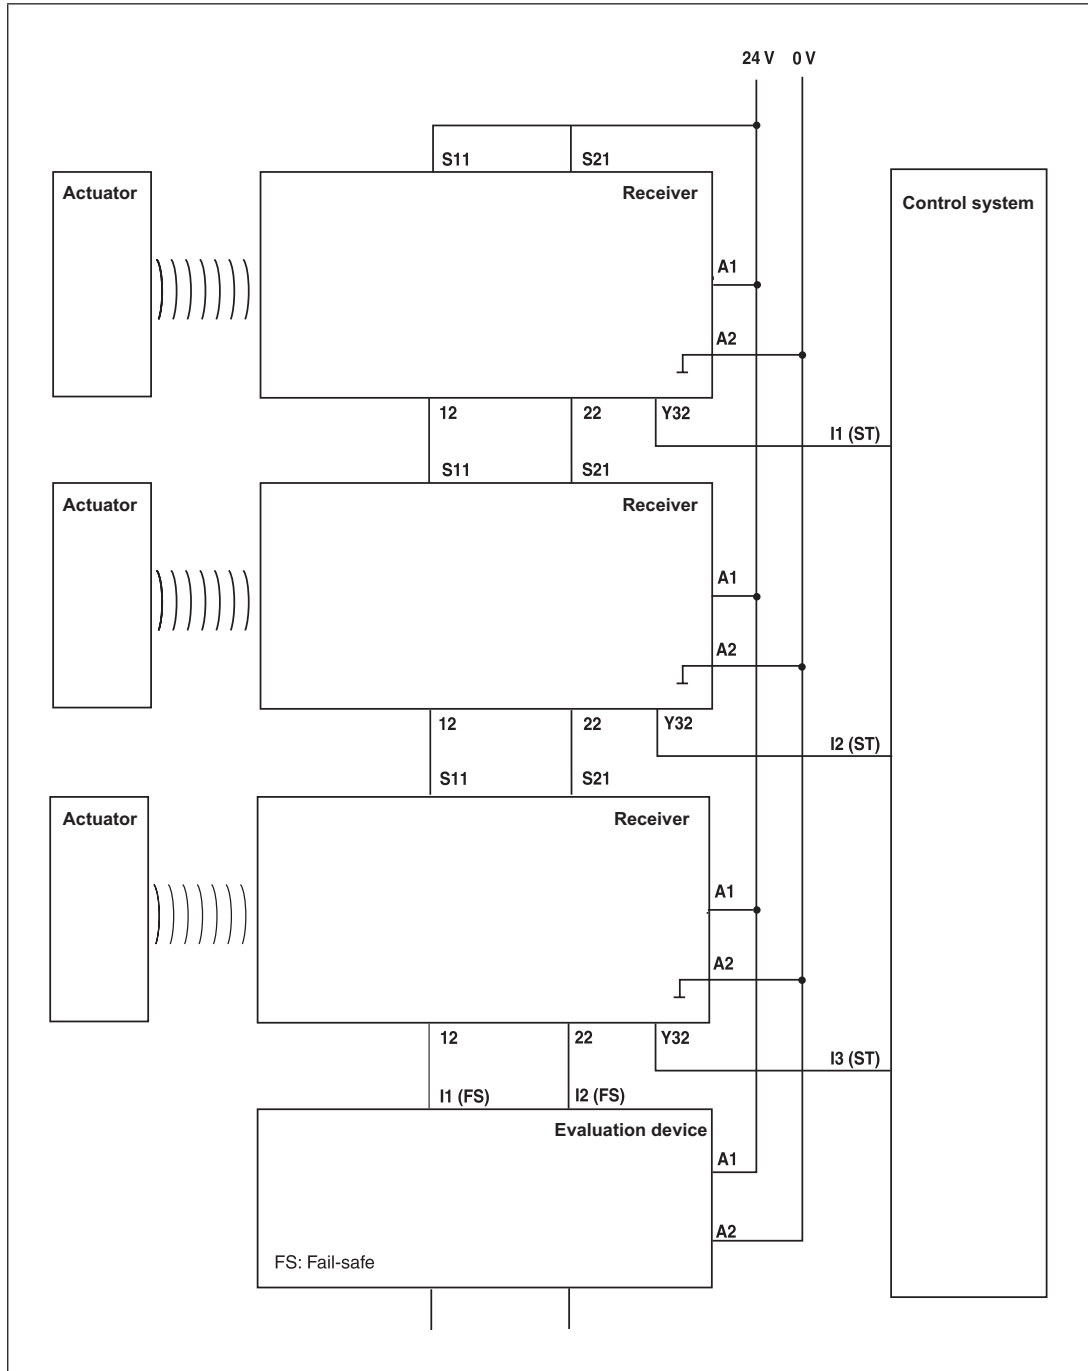 24 V 0 V
S11 S21
Actuator Receiver
Control system
A1
A2
12 22 Y32
I1 (ST)
S11 S21
Actuator Receiver
A1
A2
12 22 Y32
I2 (ST)
S11 S21
Actuator Receiver
A1
A2
12 22 Y32
I3 (ST)
I1 (FS) I2 (FS)
Evaluation device
A1
A2
FS: Fail-safe